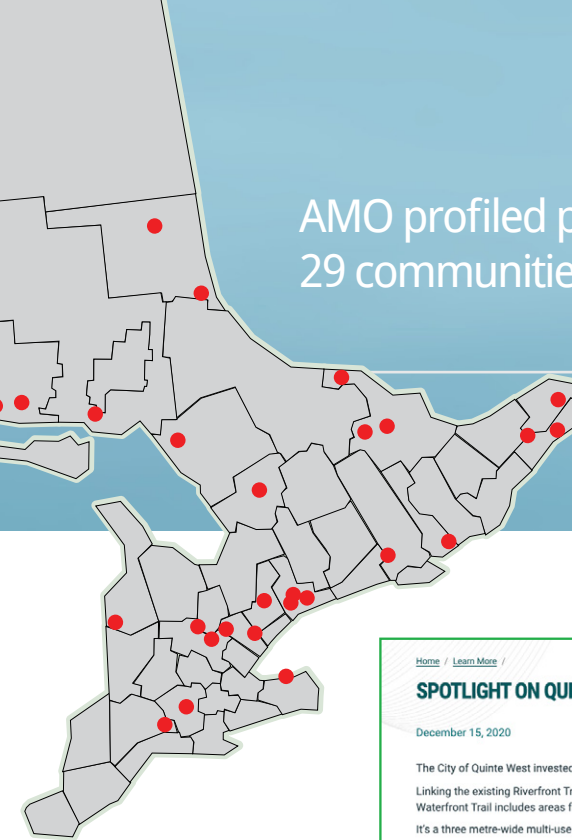 AMO profiled
29 communitie
Home / Learn More /
SPOTLIGHT ON QUI
December 15, 2020
The City of Quinte West invested
Linking the existing Riverfront Tr
Waterfront Trail includes areas f
It's a three metre-wide multi-use